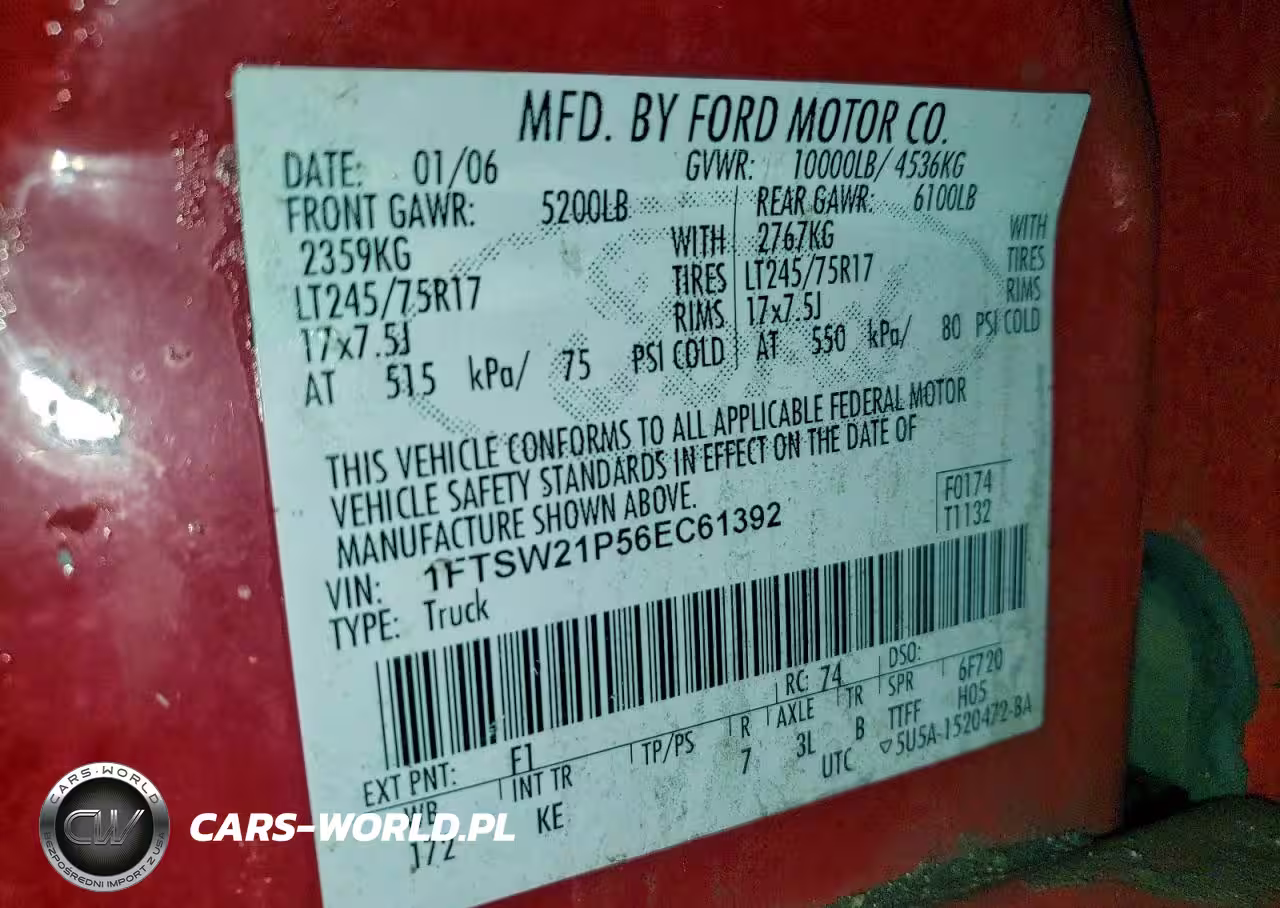 MFD. BY FORD MOTOR CO.
DATE: 01/06 GVWR: 10000LB/ 4536KG
FRONT GAWR: 5200LB REAR GAWR: 6100LB
2359KG WITH 2767KG WITH
LT245/75R17 TIRES LT245/75R17 TIRES
17x7.5J RIMS 17x7.5J RIMS
AT 515 kPa/ 75 PSI COLD AT 550 kPa/ 80 PSI COLD
THIS VEHICLE CONFORMS TO ALL APPLICABLE FEDERAL MOTOR
VEHICLE SAFETY STANDARDS IN EFFECT ON THE DATE OF
MANUFACTURE SHOWN ABOVE.
F0174
T1132
VIN: 1FTSW21P56EC61392
TYPE: Truck
RC: 74 DSO:
EXT PNT: F1 6F720
WB INT TR TP/PS R AXLE TR SPR H05
172 KE 7 3L B TTFF
UTC ▽5U5A-1520472-BA
CARS-WORLD
CW
BEZPOŚREDNI IMPORT Z USA
CARS-WORLD.PL